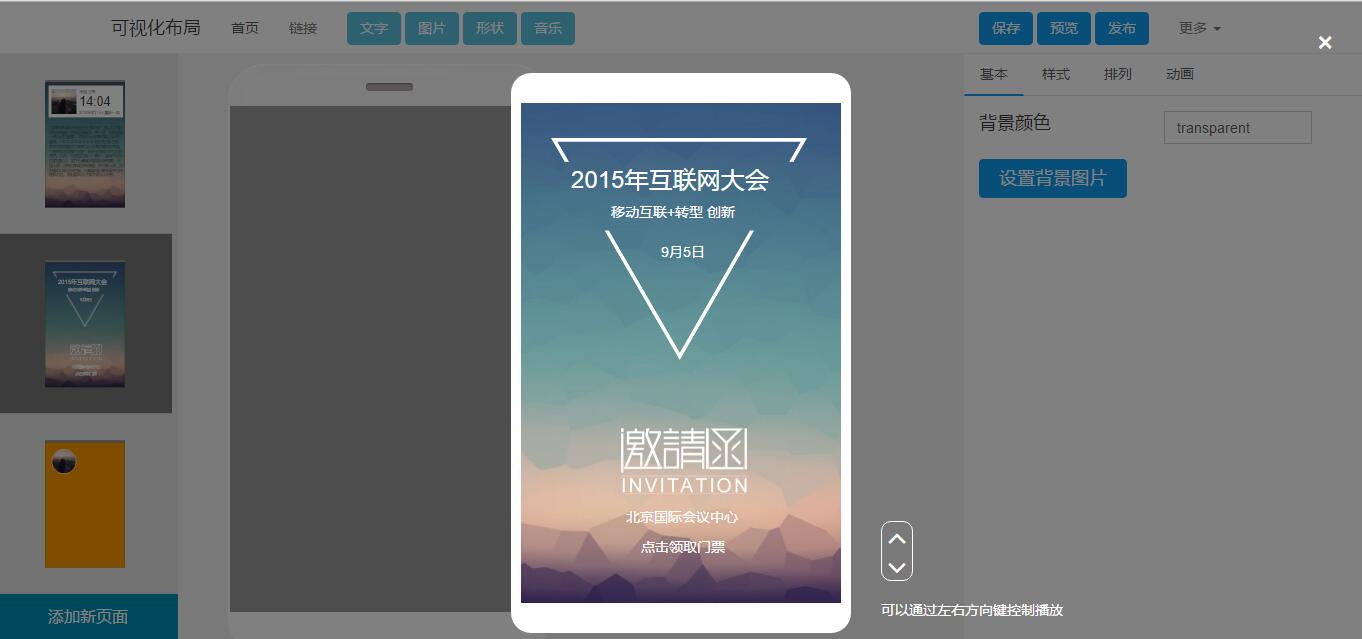 可视化布局 首页 链接 文字 图片 形状 音乐 保存 预览 发布 更多
基本 样式 排列 动画
背景颜色 transparent
设置背景图片
14:04
2015年互联网大会
移动互联+转型 创新
9月5日
邀請函
INVITATION
北京国际会议中心
点击领取门票
2015年互联网大会
添加新页面
可以通过左右方向键控制播放